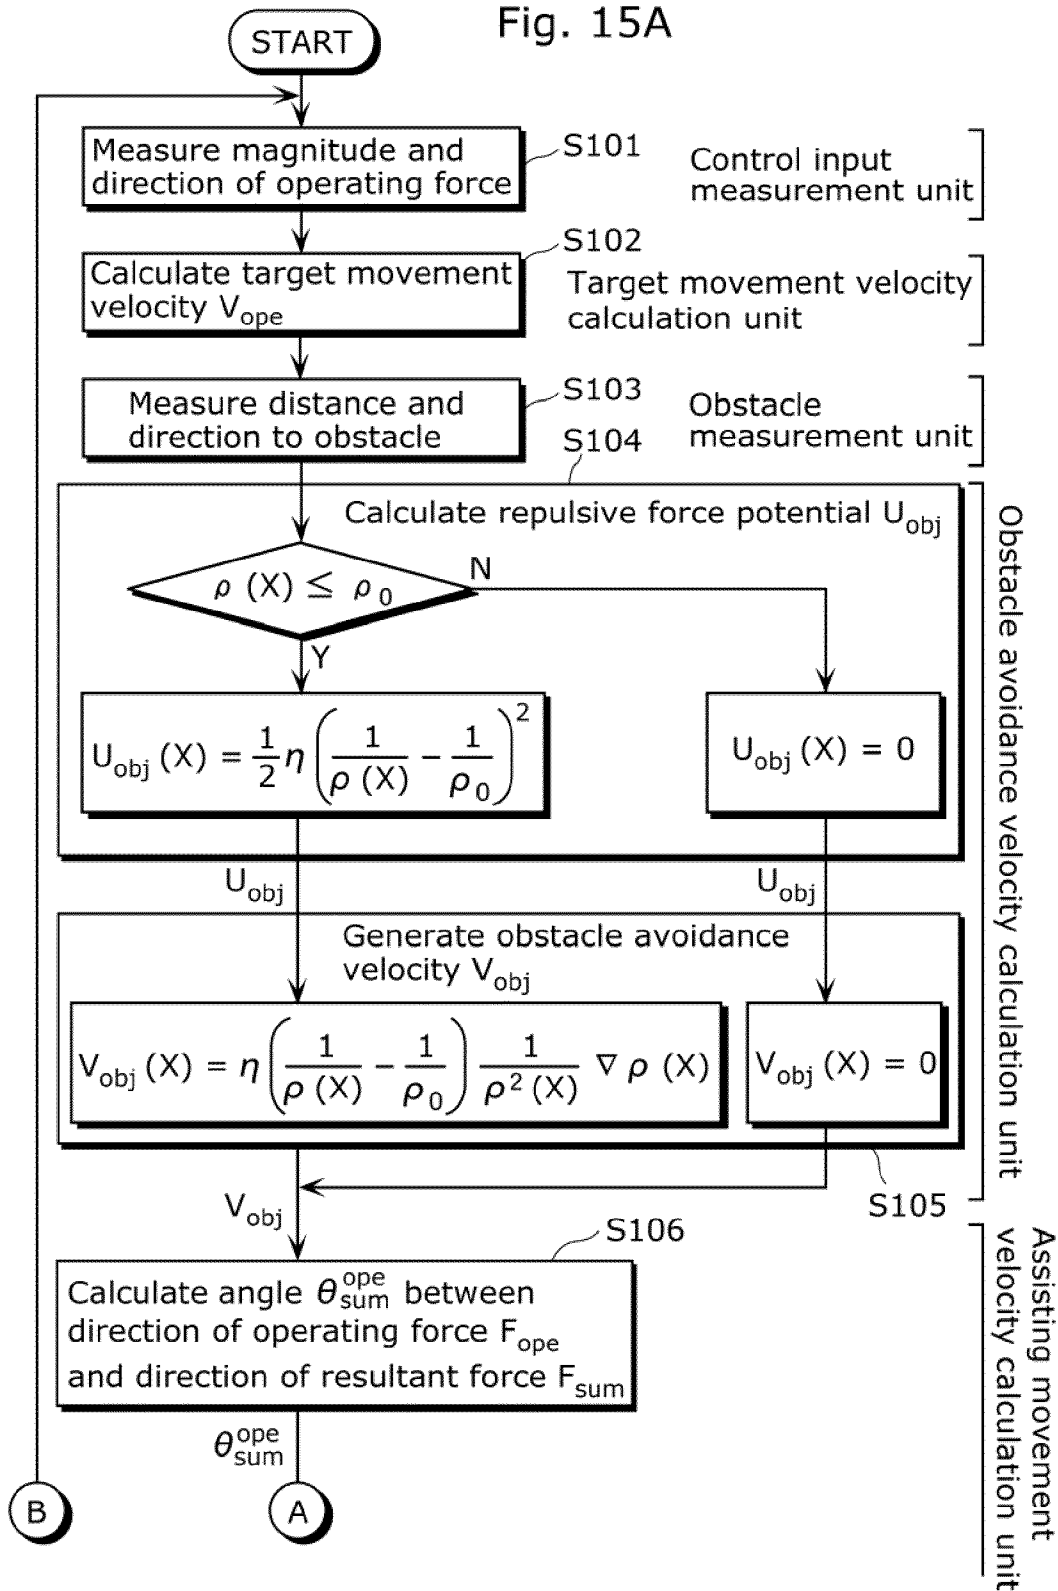 Fig. 15A
START
Measure magnitude and
direction of operating force
S101
Control input
measurement unit
S102
Calculate target movement
velocity V_ope
Target movement velocity
calculation unit
S103
Measure distance and
direction to obstacle
Obstacle
measurement unit
S104
Calculate repulsive force potential U_obj
ρ (X) ≤ ρ_0
N
Y
U_obj (X) = 1/2 η (1/ρ (X) - 1/ρ_0)^2
U_obj (X) = 0
U_obj
U_obj
Generate obstacle avoidance
velocity V_obj
V_obj (X) = η (1/ρ (X) - 1/ρ_0) 1/ρ^2 (X) ∇ ρ (X)
V_obj (X) = 0
Obstacle avoidance velocity calculation unit
S105
V_obj
S106
Calculate angle θ_sum^ope between
direction of operating force F_ope
and direction of resultant force F_sum
θ_sum^ope
Assisting movement
velocity calculation unit
B
A